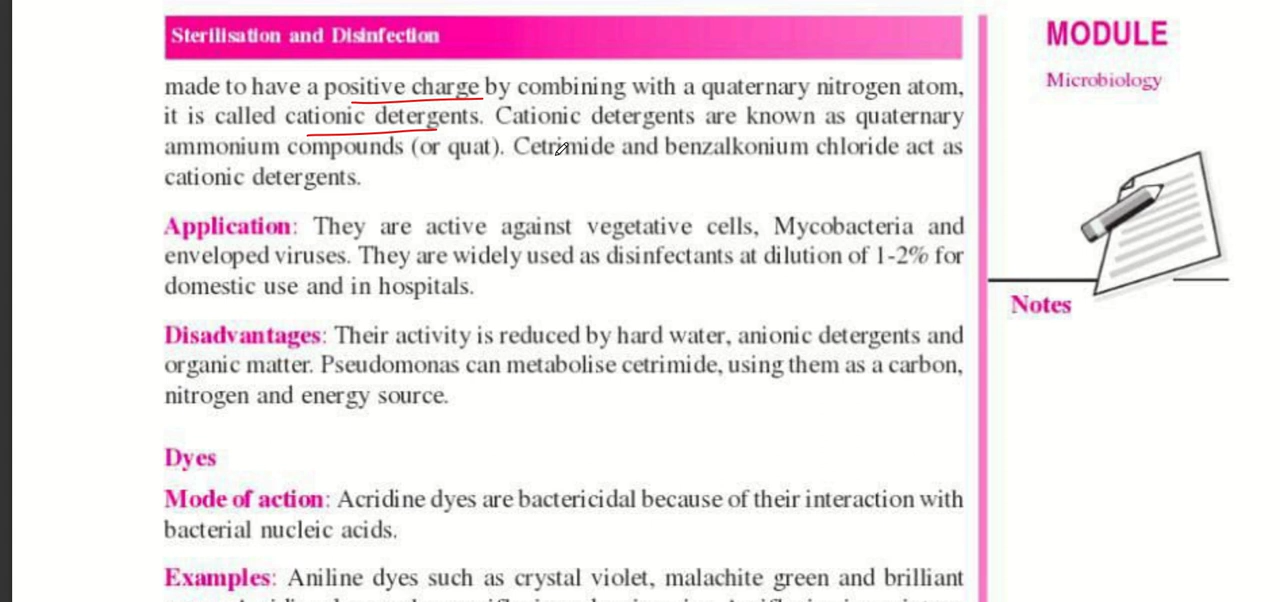 Sterilisation and Disinfection
made to have a positive charge by combining with a quaternary nitrogen atom,
it is called cationic detergents. Cationic detergents are known as quaternary
ammonium compounds (or quat). Cetrimide and benzalkonium chloride act as
cationic detergents.
Application: They are active against vegetative cells, Mycobacteria and
enveloped viruses. They are widely used as disinfectants at dilution of 1-2% for
domestic use and in hospitals.
Disadvantages: Their activity is reduced by hard water, anionic detergents and
organic matter. Pseudomonas can metabolise cetrimide, using them as a carbon,
nitrogen and energy source.
Dyes
Mode of action: Acridine dyes are bactericidal because of their interaction with
bacterial nucleic acids.
Examples: Aniline dyes such as crystal violet, malachite green and brilliant
MODULE
Microbiology
Notes